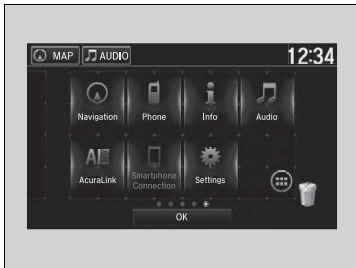 MAP AUDIO 12:34
Navigation Phone Info Audio
AcuraLink Smartphone Connection Settings
OK